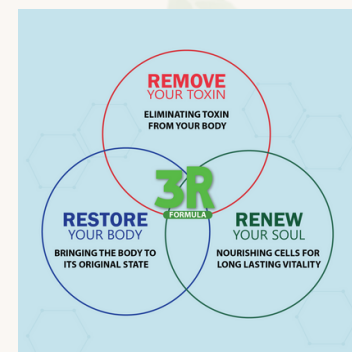 REMOVE
YOUR TOXIN
ELIMINATING TOXIN
FROM YOUR BODY
3R
FORMULA
RESTORE
YOUR BODY
BRINGING THE BODY TO
ITS ORIGINAL STATE
RENEW
YOUR SOUL
NOURISHING CELLS FOR
LONG LASTING VITALITY